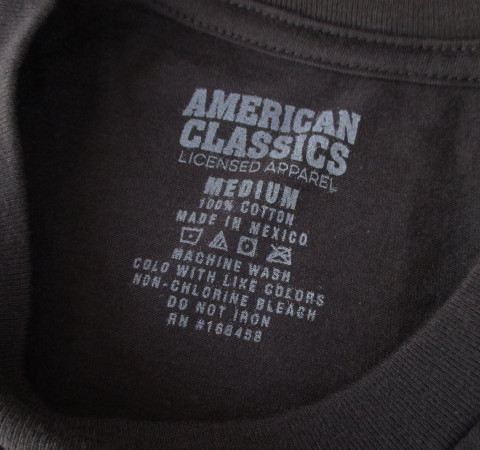 AMERICAN
CLASSICS
LICENSED APPAREL
MEDIUM
100% COTTON
MADE IN MEXICO
MACHINE WASH
COLD WITH LIKE COLORS
NON-CHLORINE BLEACH
DO NOT IRON
RN #168458